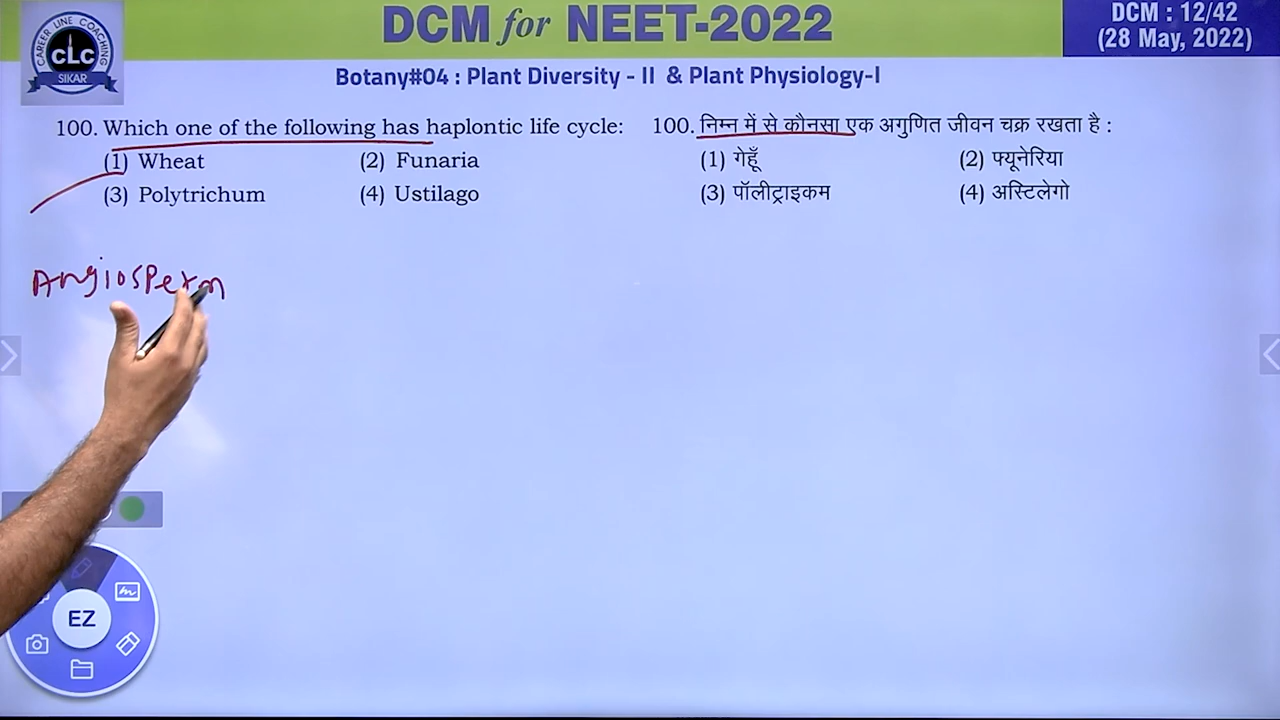 CAREER LINE COACHING
CLC
SIKAR
DCM for NEET-2022
DCM : 12/42
(28 May, 2022)
Botany#04 : Plant Diversity - II & Plant Physiology-I
100. Which one of the following has haplontic life cycle:
(1) Wheat (2) Funaria
(3) Polytrichum (4) Ustilago
100. निम्न में से कौनसा एक अगुणित जीवन चक्र रखता है :
(1) गेहूँ (2) फ्यूनेरिया
(3) पॉलीट्राइकम (4) अस्टिलेगो
Angiosperm
EZ